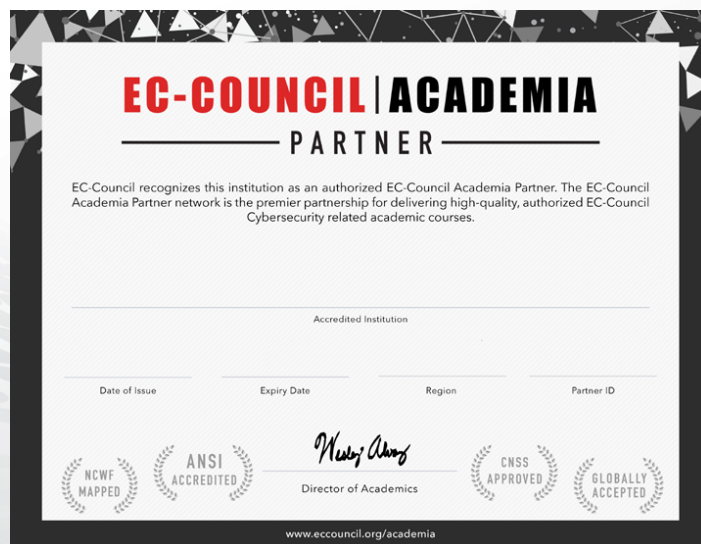 EC-COUNCIL | ACADEMIA
PARTNER
EC-Council recognizes this institution as an authorized EC-Council Academia Partner. The EC-Council
Academia Partner network is the premier partnership for delivering high-quality, authorized EC-Council
Cybersecurity related academic courses.
Accredited Institution
Date of Issue
Expiry Date
Region
Partner ID
NCWF
MAPPED
ANSI
ACCREDITED
Director of Academics
CNSS
APPROVED
GLOBALLY
ACCEPTED
www.eccouncil.org/academia